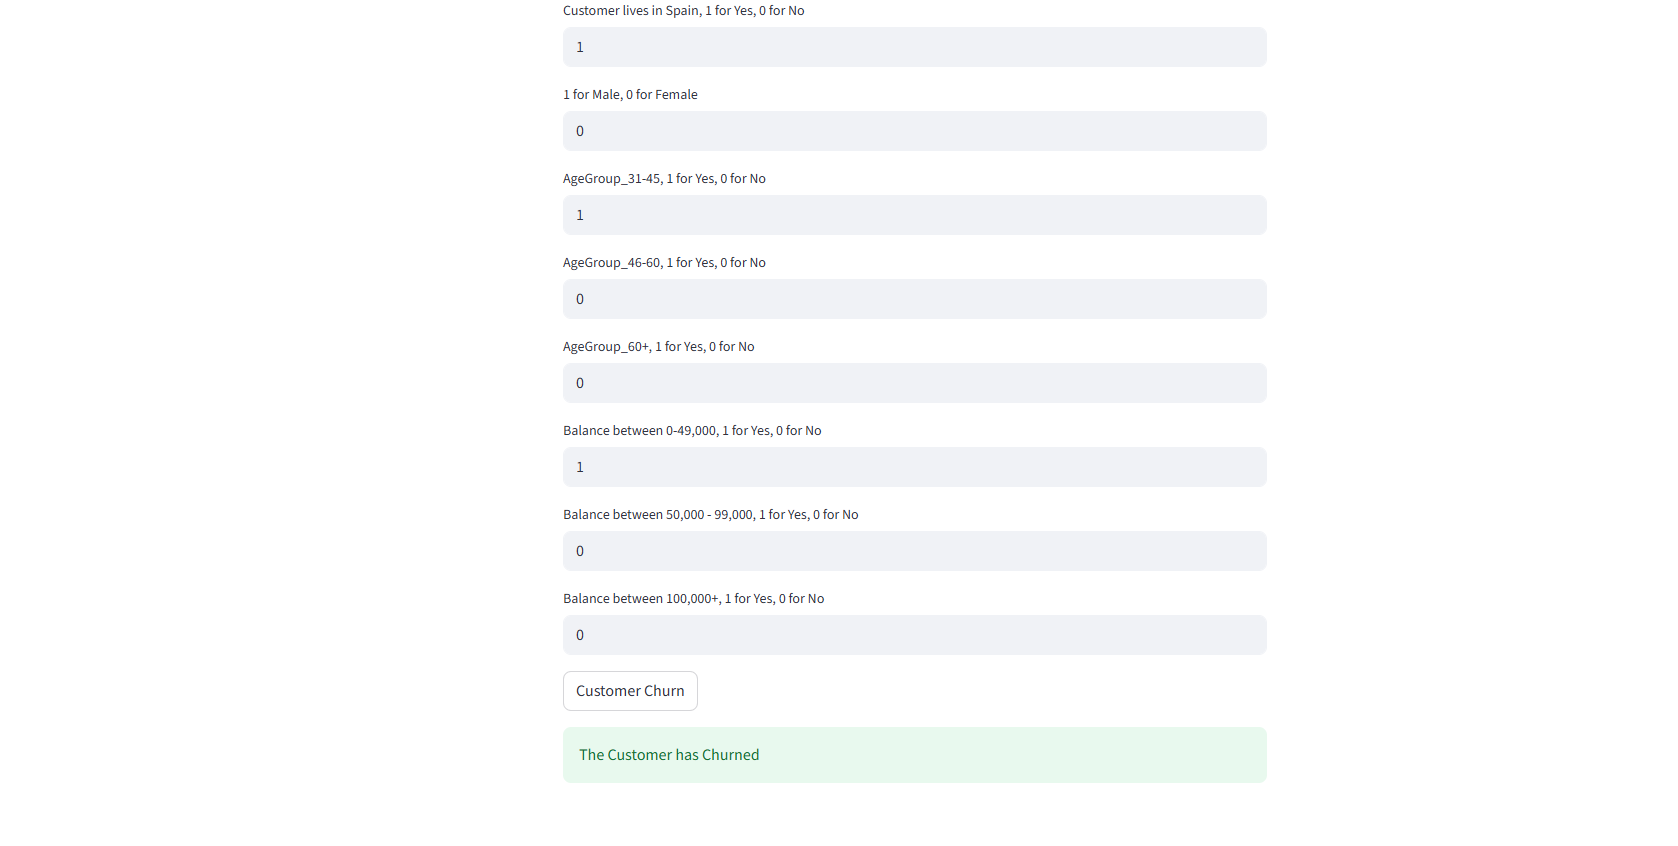 Customer lives in Spain, 1 for Yes, 0 for No
1
1 for Male, 0 for Female
0
AgeGroup_31-45, 1 for Yes, 0 for No
1
AgeGroup_46-60, 1 for Yes, 0 for No
0
AgeGroup_60+, 1 for Yes, 0 for No
0
Balance between 0-49,000, 1 for Yes, 0 for No
1
Balance between 50,000 - 99,000, 1 for Yes, 0 for No
0
Balance between 100,000+, 1 for Yes, 0 for No
0
Customer Churn
The Customer has Churned